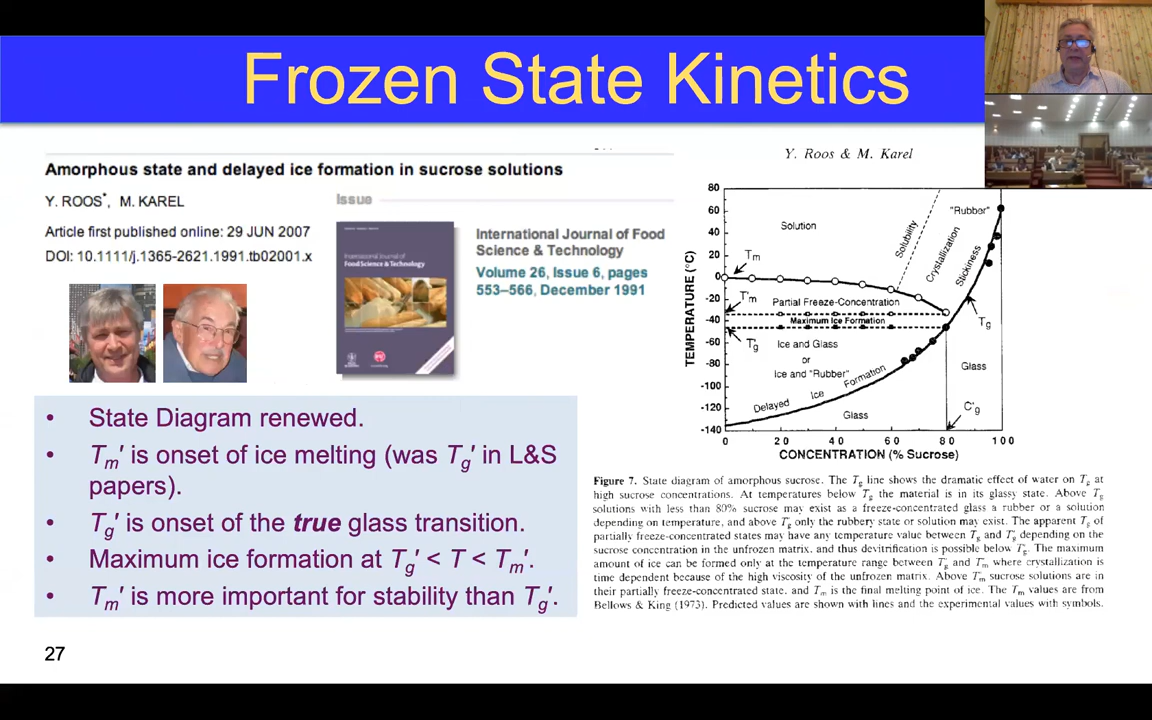 Frozen State Kinetics
Amorphous state and delayed ice formation in sucrose solutions
Y. ROOS*, M. KAREL
Article first published online: 29 JUN 2007
DOI: 10.1111/j.1365-2621.1991.tb02001.x
Issue
International Journal of
Food Science & Technology
International Journal of Food
Science & Technology
Volume 26, Issue 6, pages
553–566, December 1991
• State Diagram renewed.
• Tm′ is onset of ice melting (was Tg′ in L&S
papers).
• Tg′ is onset of the true glass transition.
• Maximum ice formation at Tg′ < T < Tm′.
• Tm′ is more important for stability than Tg′.
27
Y. Roos & M. Karel
80
60
40
20
0
-20
-40
-60
-80
-100
-120
-140
TEMPERATURE (°C)
Solution
Solubility
"Rubber"
Crystallization
Stickiness
Tm
T′m
Partial Freeze-Concentration
Maximum Ice Formation
Tg
T′g
Ice and Glass
or
Ice and "Rubber"
Glass
Delayed Ice Formation
Glass
C′g
0 20 40 60 80 100
CONCENTRATION (% Sucrose)
Figure 7. State diagram of amorphous sucrose. The Tg line shows the dramatic effect of water on Tg at
high sucrose concentrations. At temperatures below Tg the material is in its glassy state. Above Tg
solutions with less than 80% sucrose may exist as a freeze-concentrated glass a rubber or a solution
depending on temperature, and above T′g only the rubbery state or solution may exist. The apparent Tg of
partially freeze-concentrated states may have any temperature value between Tg and T′g depending on the
sucrose concentration in the unfrozen matrix, and thus devitrification is possible below T′g. The maximum
amount of ice can be formed only at the temperature range between T′g and T′m where crystallization is
time dependent because of the high viscosity of the unfrozen matrix. Above T′m sucrose solutions are in
their partially freeze-concentrated state, and Tm is the final melting point of ice. The Tm values are from
Bellows & King (1973). Predicted values are shown with lines and the experimental values with symbols.